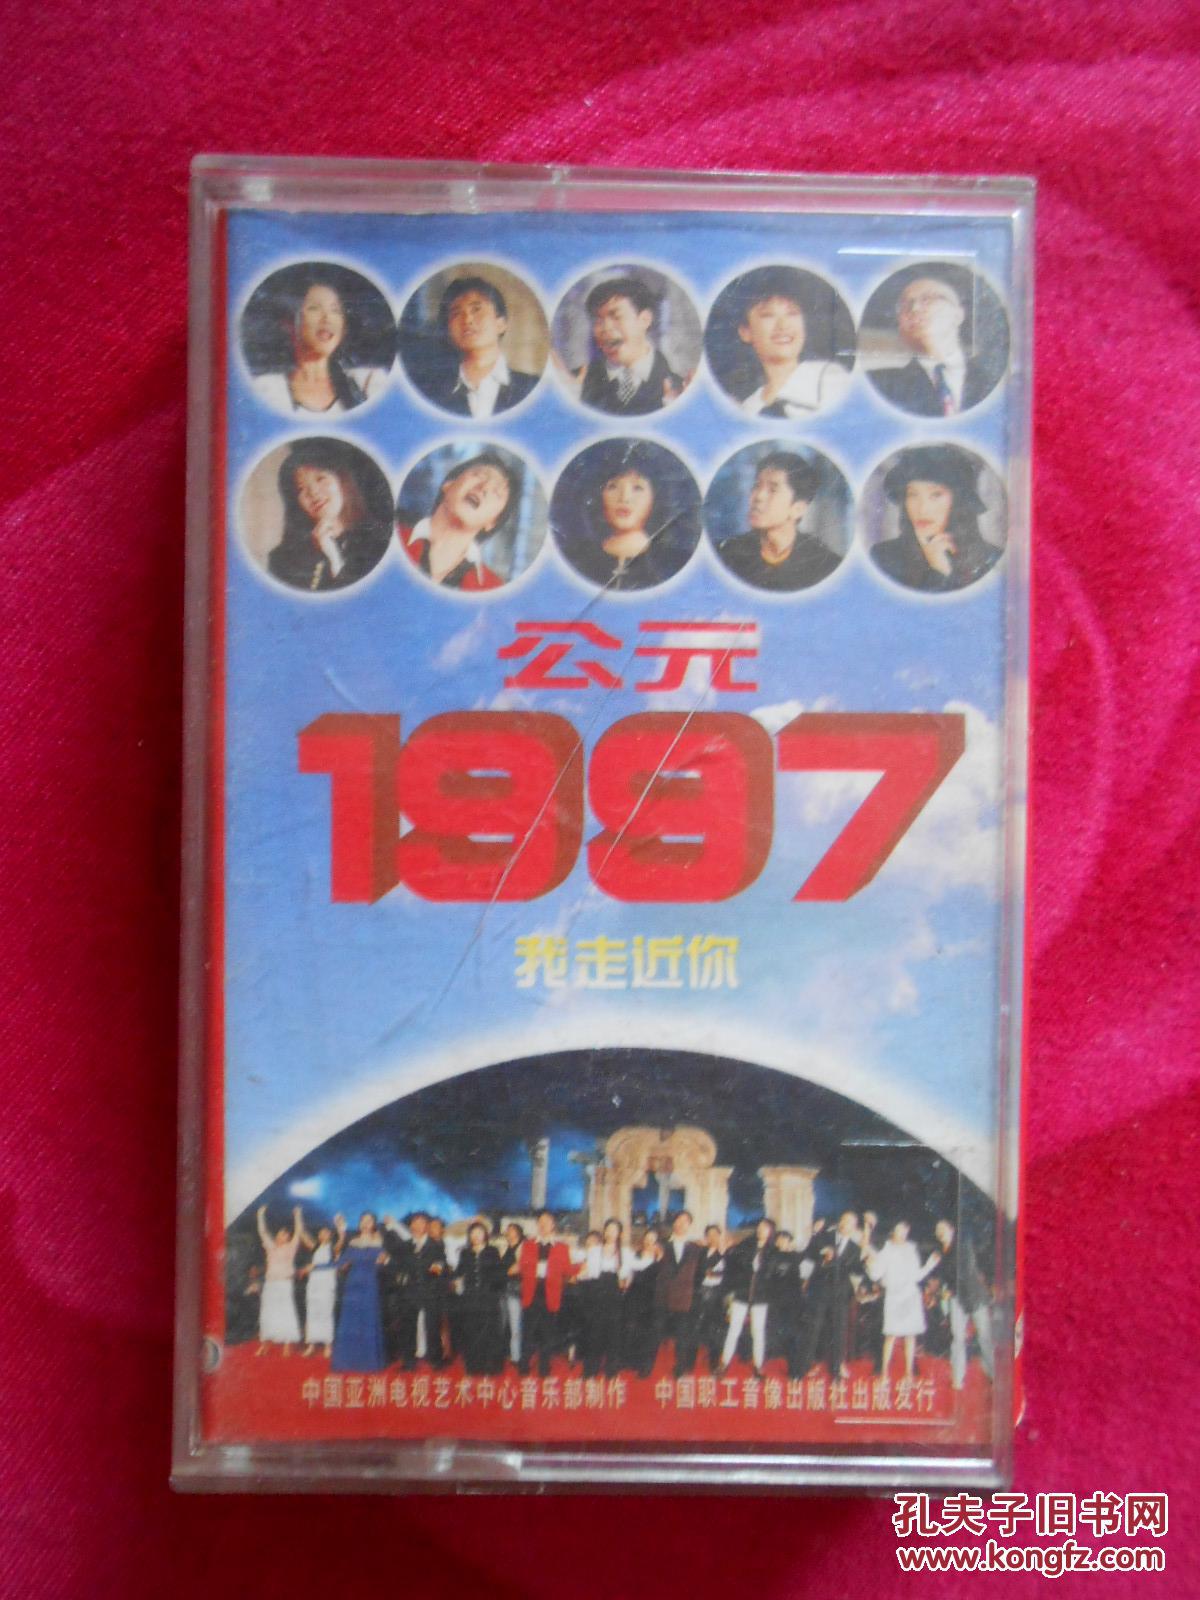 公元
1997
我走近你
中国亚洲电视艺术中心音乐部制作 中国职工音像出版社出版发行
孔夫子旧书网
www.kongfz.com